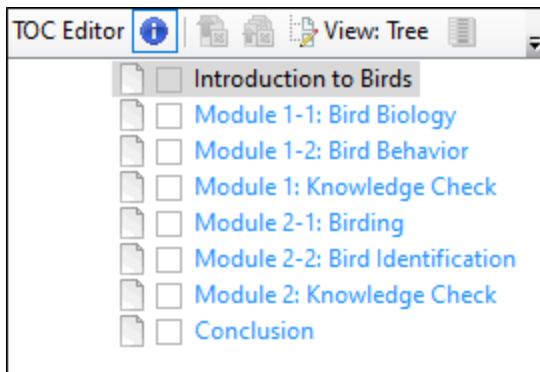 TOC Editor View: Tree
Introduction to Birds
Module 1-1: Bird Biology
Module 1-2: Bird Behavior
Module 1: Knowledge Check
Module 2-1: Birding
Module 2-2: Bird Identification
Module 2: Knowledge Check
Conclusion